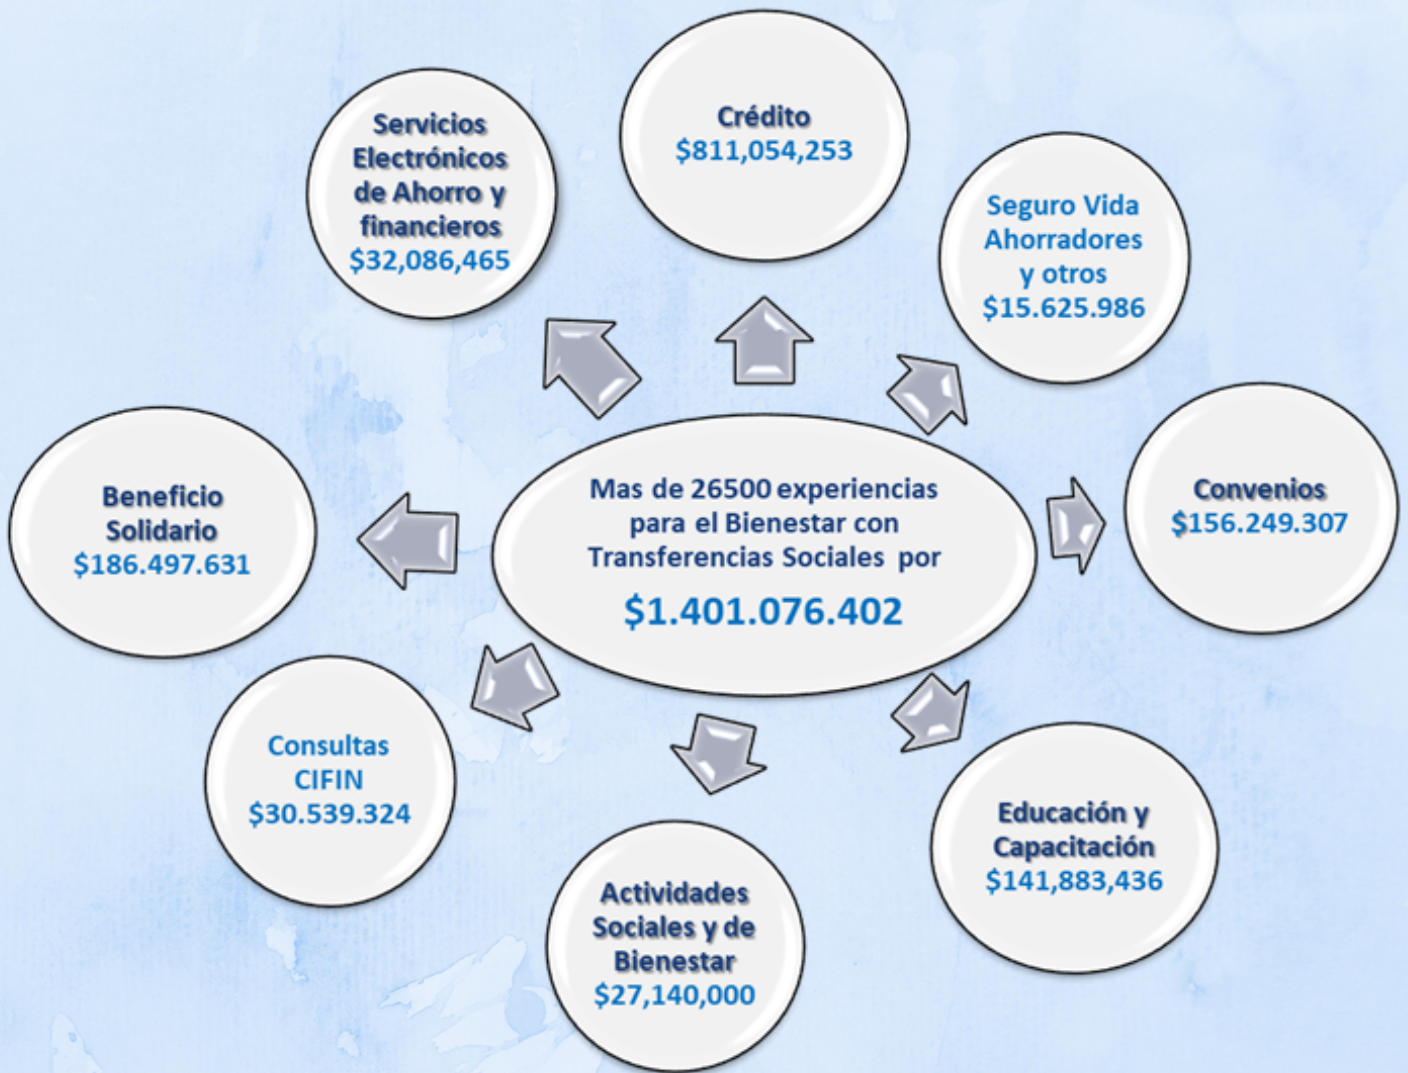 Crédito
$811,054,253
Servicios
Electrónicos
de Ahorro y
financieros
$32,086,465
Seguro Vida
Ahorradores
y otros
$15.625.986
Convenios
$156.249.307
Mas de 26500 experiencias
para el Bienestar con
Transferencias Sociales por
$1.401.076.402
Beneficio
Solidario
$186.497.631
Consultas
CIFIN
$30.539.324
Educación y
Capacitación
$141,883,436
Actividades
Sociales y de
Bienestar
$27,140,000